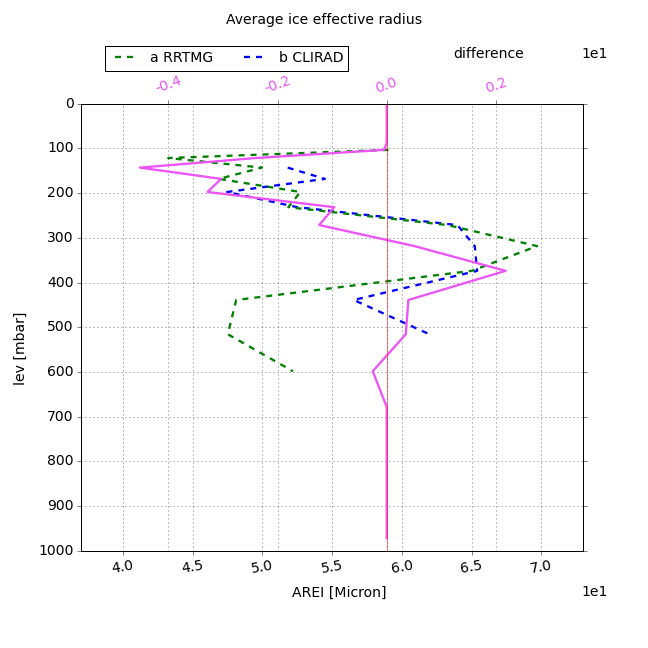 Average ice effective radius
a RRTMG b CLIRAD difference 1e1
-0.4 -0.2 0.0 0.2
0
100
200
300
400
500
600
700
800
900
1000
lev [mbar]
4.0 4.5 5.0 5.5 6.0 6.5 7.0
AREI [Micron] 1e1